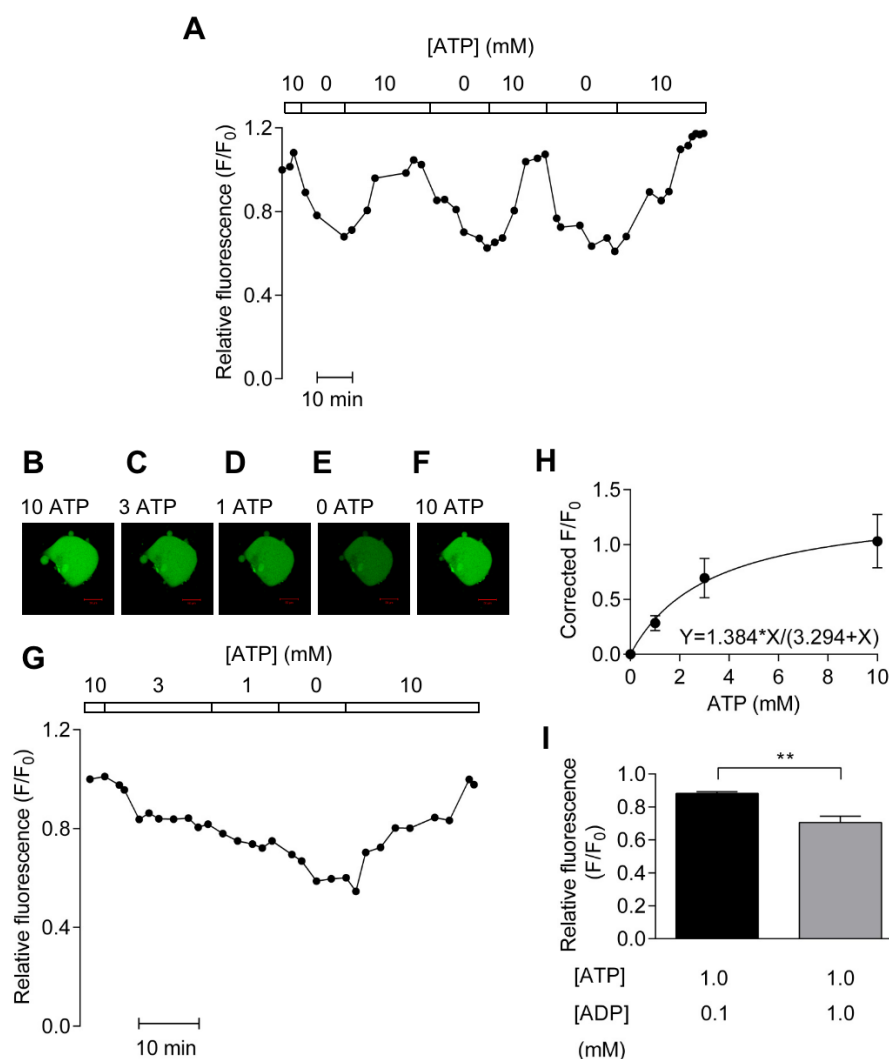 A
[ATP] (mM)
10 0 10 0 10 0 10
1.2
0.8
0.4
0.0
Relative fluorescence (F/F₀)
10 min
B C D E F
10 ATP 3 ATP 1 ATP 0 ATP 10 ATP
G
[ATP] (mM)
10 3 1 0 10
1.2
0.8
0.4
0.0
Relative fluorescence (F/F₀)
10 min
H
1.5
1.0
0.5
0.0
Corrected F/F₀
Y=1.384*X/(3.294+X)
0 2 4 6 8 10
ATP (mM)
I
**
1.0
0.8
0.6
0.4
0.2
0.0
Relative fluorescence
(F/F₀)
[ATP] 1.0 1.0
[ADP] 0.1 1.0
(mM)